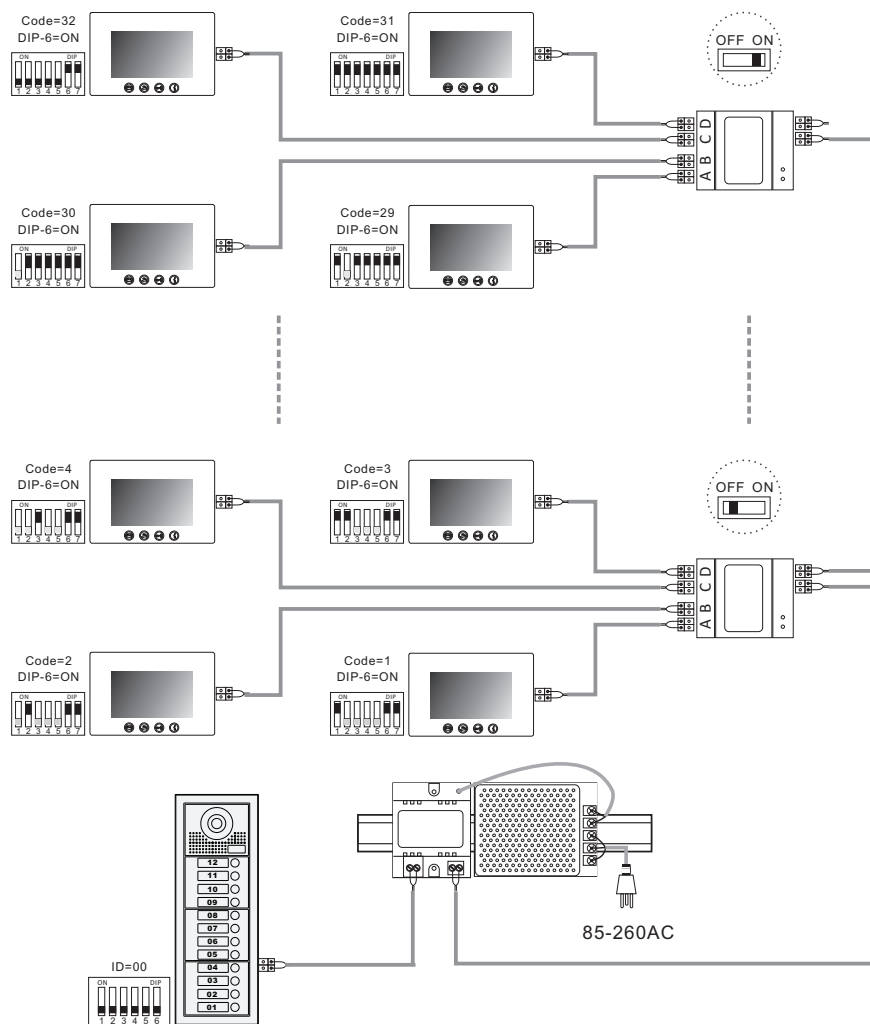 Code=32
DIP-6=ON
ON DIP
1 2 3 4 5 6 7
Code=31
DIP-6=ON
ON DIP
1 2 3 4 5 6 7
OFF ON
A B C D
Code=30
DIP-6=ON
ON DIP
1 2 3 4 5 6 7
Code=29
DIP-6=ON
ON DIP
1 2 3 4 5 6 7
Code=4
DIP-6=ON
ON DIP
1 2 3 4 5 6 7
Code=3
DIP-6=ON
ON DIP
1 2 3 4 5 6 7
OFF ON
A B C D
Code=2
DIP-6=ON
ON DIP
1 2 3 4 5 6 7
Code=1
DIP-6=ON
ON DIP
1 2 3 4 5 6 7
12
11
10
09
08
07
06
05
04
03
02
01
85-260AC
ID=00
ON DIP
1 2 3 4 5 6